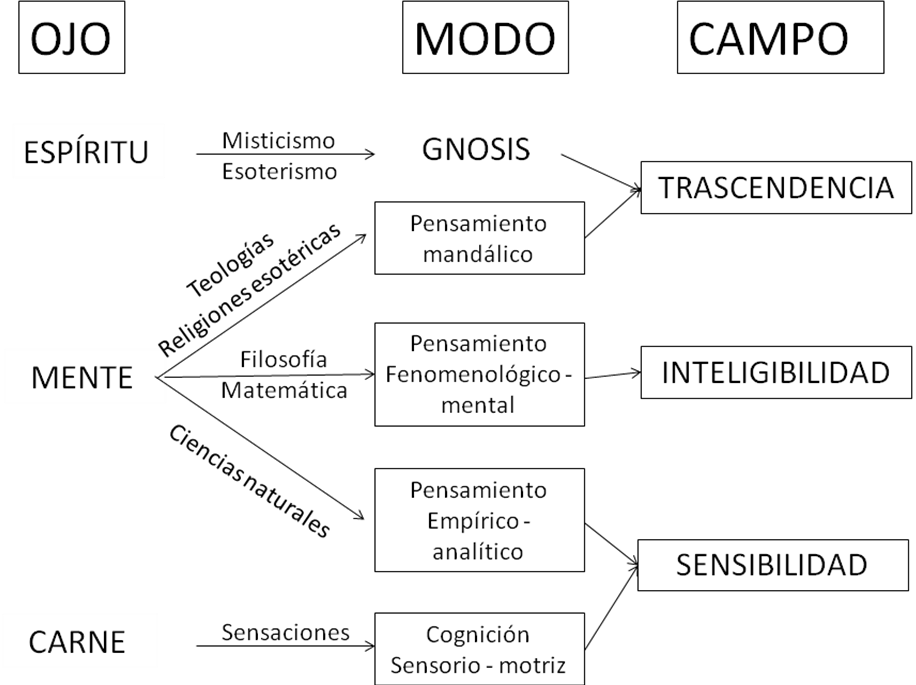 OJO
MODO
CAMPO
ESPÍRITU
Misticismo
Esoterismo
GNOSIS
TRASCENDENCIA
Teologías
Religiones esotéricas
Pensamiento
mandálico
MENTE
Filosofía
Matemática
Pensamiento
Fenomenológico -
mental
INTELIGIBILIDAD
Ciencias naturales
Pensamiento
Empírico -
analítico
SENSIBILIDAD
CARNE
Sensaciones
Cognición
Sensorio - motriz